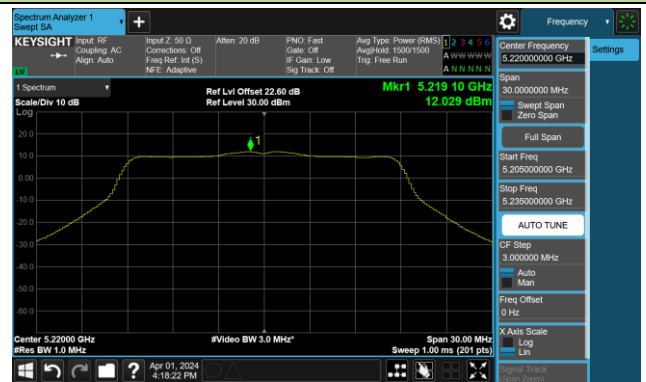 Spectrum Analyzer 1
Swept SA
Frequency
KEYSIGHT
Input: RF
Coupling: AC
Align: Auto
Input Z: 50 Ω
Corrections: Off
Freq Ref: Int (S)
NFE: Adaptive
Atten: 20 dB
PNO: Fast
Gate: Off
IF Gain: Low
Sig Track: Off
Avg Type: Power (RMS)
Avg|Hold: 1500/1500
Trig: Free Run
1 2 3 4 5 6
A W W W W W
A N N N N N
LW
1 Spectrum
Scale/Div 10 dB
Log
Ref Lvl Offset 22.60 dB
Ref Level 30.00 dBm
Mkr1 5.219 10 GHz
12.029 dBm
1
20.0
10.0
0.00
-10.0
-20.0
-30.0
-40.0
-50.0
-60.0
Center 5.22000 GHz
#Res BW 1.0 MHz
#Video BW 3.0 MHz*
Span 30.00 MHz
Sweep 1.00 ms (201 pts)
Center Frequency
5.220000000 GHz
Settings
Span
30.0000000 MHz
Swept Span
Zero Span
Full Span
Start Freq
5.205000000 GHz
Stop Freq
5.235000000 GHz
AUTO TUNE
CF Step
3.000000 MHz
Auto
Man
Freq Offset
0 Hz
X Axis Scale
Log
Lin
Signal Track
(Span Zoom)
?
Apr 01, 2024
4:18:22 PM